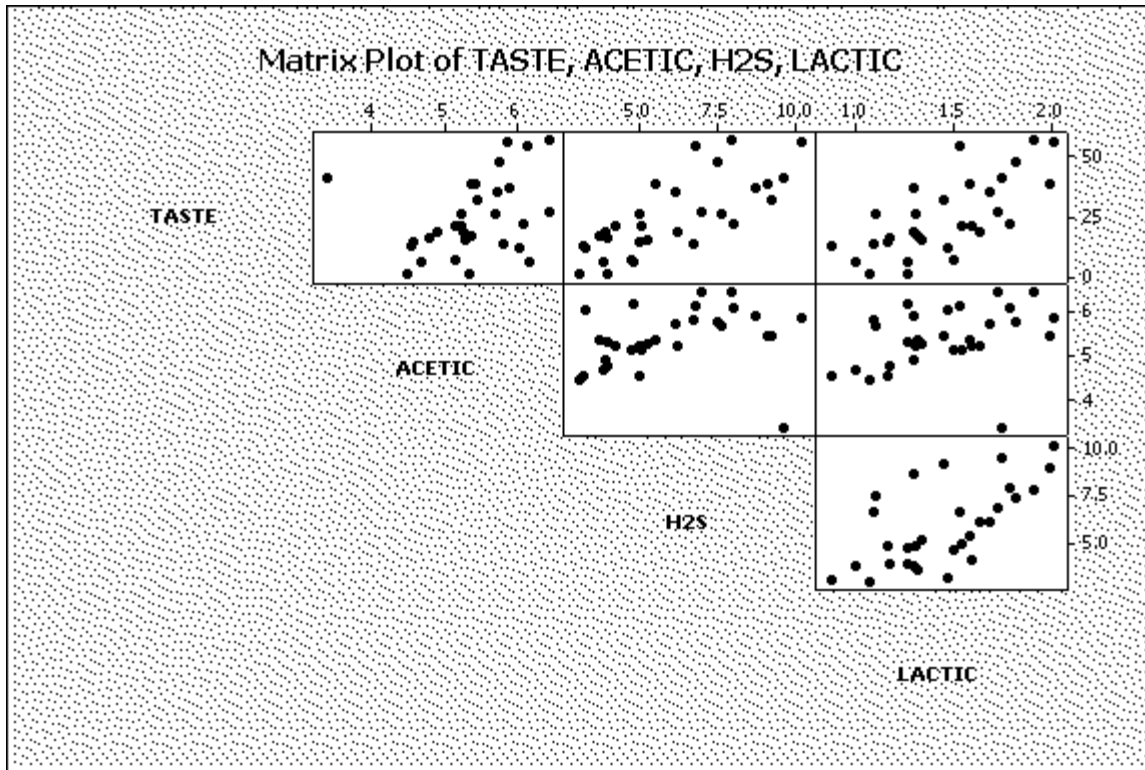 Matrix Plot of TASTE, ACETIC, H2S, LACTIC
4 5 6 5,0 7,5 10,0 1,0 1,5 2,0
50
TASTE
25
0
6
ACETIC
5
4
10,0
7,5
H2S
5,0
LACTIC